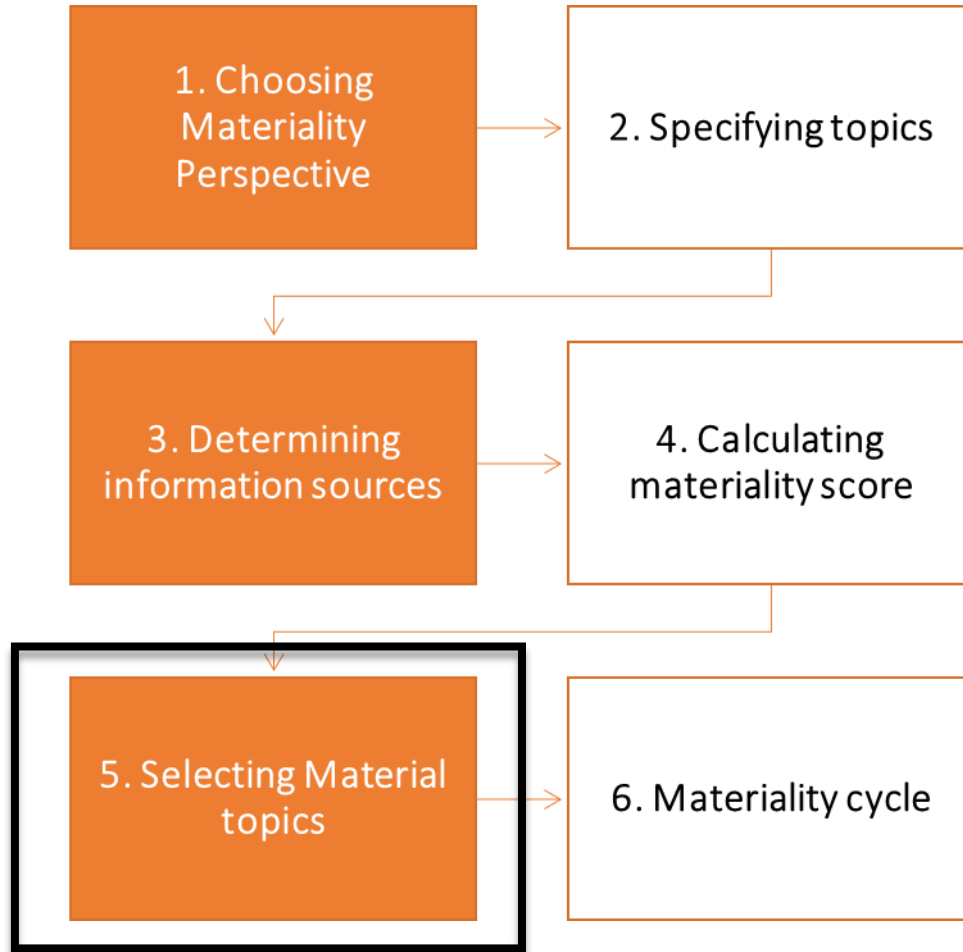 1. Choosing
Materiality
Perspective
2. Specifying topics
3. Determining
information sources
4. Calculating
materiality score
5. Selecting Material
topics
6. Materiality cycle